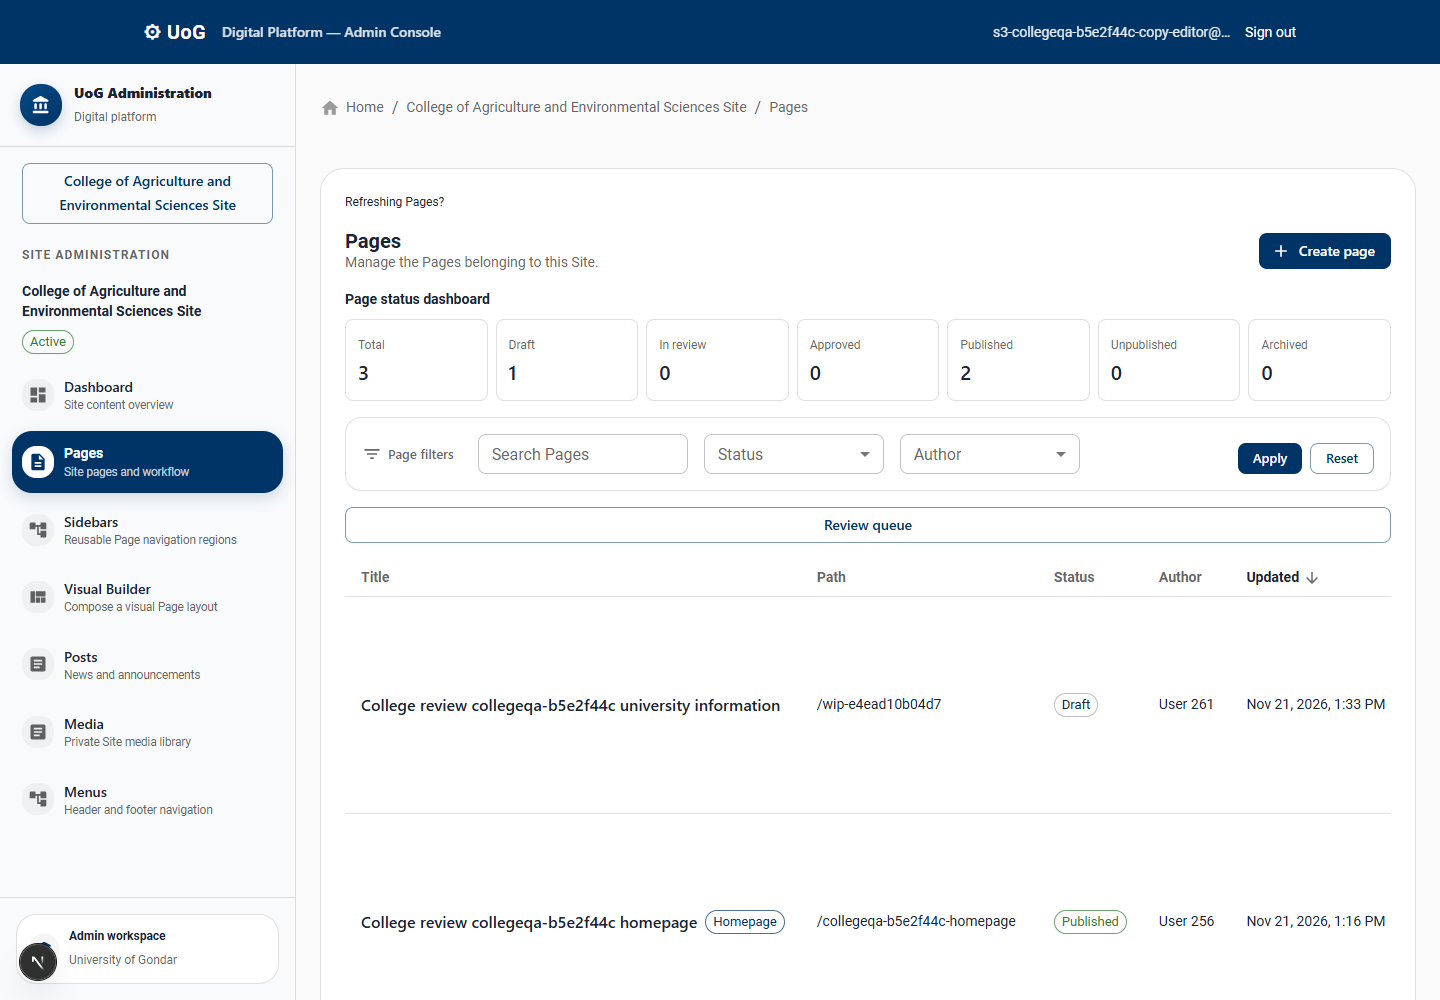 UoG
Digital Platform — Admin Console
s3-collegeqa-b5e2f44c-copy-editor@...
Sign out
UoG Administration
Digital platform
College of Agriculture and
Environmental Sciences Site
SITE ADMINISTRATION
College of Agriculture and
Environmental Sciences Site
Active
Dashboard
Site content overview
Pages
Site pages and workflow
Sidebars
Reusable Page navigation regions
Visual Builder
Compose a visual Page layout
Posts
News and announcements
Media
Private Site media library
Menus
Header and footer navigation
Admin workspace
University of Gondar
Home / College of Agriculture and Environmental Sciences Site / Pages
Refreshing Pages?
Pages
Manage the Pages belonging to this Site.
Create page
Page status dashboard
Total
3
Draft
1
In review
0
Approved
0
Published
2
Unpublished
0
Archived
0
Page filters
Search Pages
Status
Author
Apply
Reset
Review queue
Title Path Status Author Updated
College review collegeqa-b5e2f44c university information /wip-e4ead10b04d7 Draft User 261 Nov 21, 2026, 1:33 PM
College review collegeqa-b5e2f44c homepage Homepage /collegeqa-b5e2f44c-homepage Published User 256 Nov 21, 2026, 1:16 PM